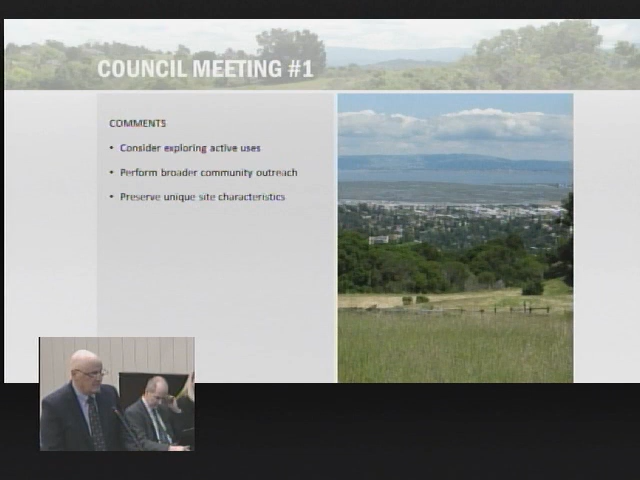 COUNCIL MEETING #1
COMMENTS
• Consider exploring active uses
• Perform broader community outreach
• Preserve unique site characteristics